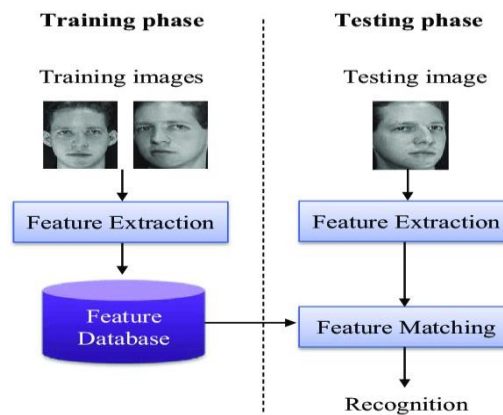 Training phase
Testing phase
Training images
Testing image
Feature Extraction
Feature Extraction
Feature
Database
Feature Matching
Recognition